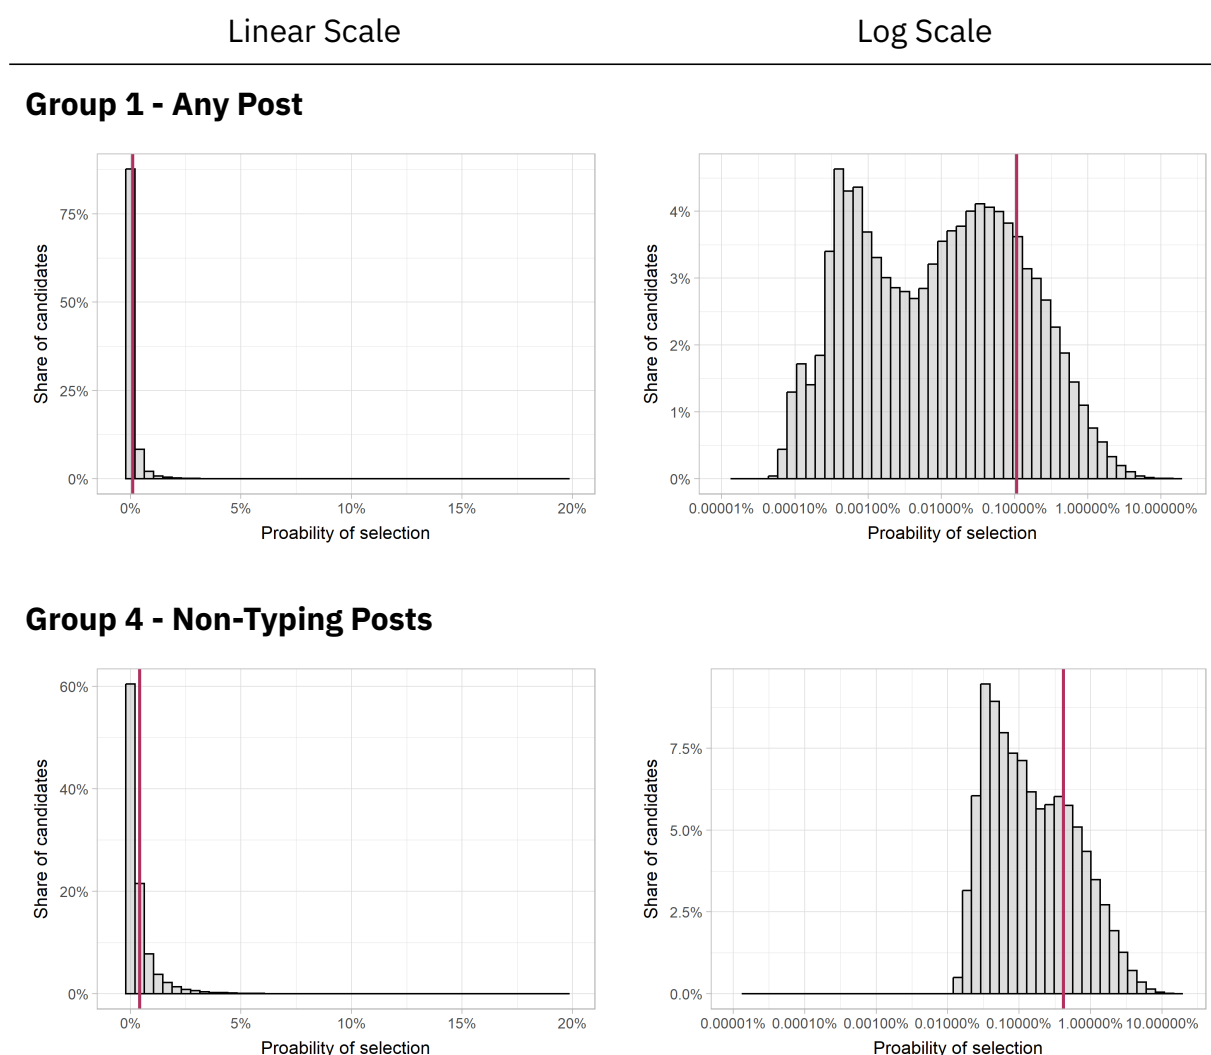 Linear Scale
Log Scale
Group 1 - Any Post
Share of candidates
75%
50%
25%
0%
0% 5% 10% 15% 20%
Proability of selection
Share of candidates
4%
3%
2%
1%
0%
0.00001% 0.00010% 0.00100% 0.01000% 0.10000% 1.00000% 10.00000%
Proability of selection
Group 4 - Non-Typing Posts
Share of candidates
60%
40%
20%
0%
0% 5% 10% 15% 20%
Proability of selection
Share of candidates
7.5%
5.0%
2.5%
0.0%
0.00001% 0.00010% 0.00100% 0.01000% 0.10000% 1.00000% 10.00000%
Proability of selection